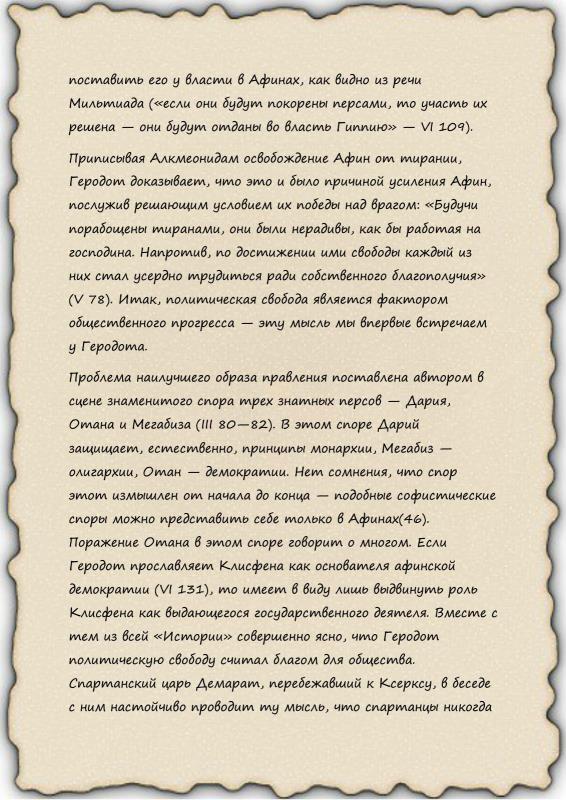 поставить его у власти в Афинах, как видно из речи
Мильтиада («если они будут покорены персами, то участь их
решена — они будут отданы во власть Гиппию» — VI 109).
Приписывая Алкмеонидам освобождение Афин от тирании,
Геродот доказывает, что это и было причиной усиления Афин,
послужив решающим условием их победы над врагом: «Будучи
порабощены тиранами, они были нерадивы, как бы работая на
господина. Напротив, по достижении ими свободы каждый из
них стал усердно трудиться ради собственного благополучия»
(V 78). Итак, политическая свобода является фактором
общественного прогресса — эту мысль мы впервые встречаем
у Геродота.
Проблема наилучшего образа правления поставлена автором в
сцене знаменитого спора трех знатных персов — Дария,
Отана и Мегабиза (III 80—82). В этом споре Дарий
защищает, естественно, принципы монархии, Мегабиз —
олигархии, Отан — демократии. Нет сомнения, что спор
этот измышлен от начала до конца — подобные софистические
споры можно представить себе только в Афинах(46).
Поражение Отана в этом споре говорит о многом. Если
Геродот прославляет Клисфена как основателя афинской
демократии (VI 131), то имеет в виду лишь выдвинуть роль
Клисфена как выдающегося государственного деятеля. Вместе с
тем из всей «Истории» совершенно ясно, что Геродот
политическую свободу считал благом для общества.
Спартанский царь Демарат, перебежавший к Ксерксу, в беседе
с ним настойчиво проводит ту мысль, что спартанцы никогда